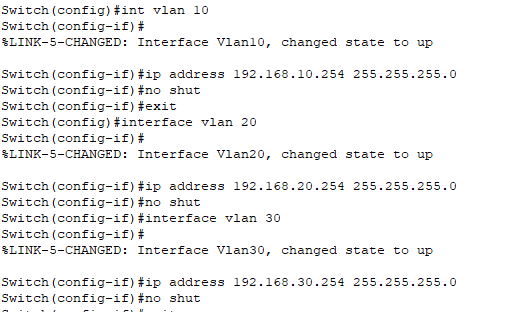 Switch(config)#int vlan 10
Switch(config-if)#
%LINK-5-CHANGED: Interface Vlan10, changed state to up
Switch(config-if)#ip address 192.168.10.254 255.255.255.0
Switch(config-if)#no shut
Switch(config-if)#exit
Switch(config)#interface vlan 20
Switch(config-if)#
%LINK-5-CHANGED: Interface Vlan20, changed state to up
Switch(config-if)#ip address 192.168.20.254 255.255.255.0
Switch(config-if)#no shut
Switch(config-if)#interface vlan 30
Switch(config-if)#
%LINK-5-CHANGED: Interface Vlan30, changed state to up
Switch(config-if)#ip address 192.168.30.254 255.255.255.0
Switch(config-if)#no shut